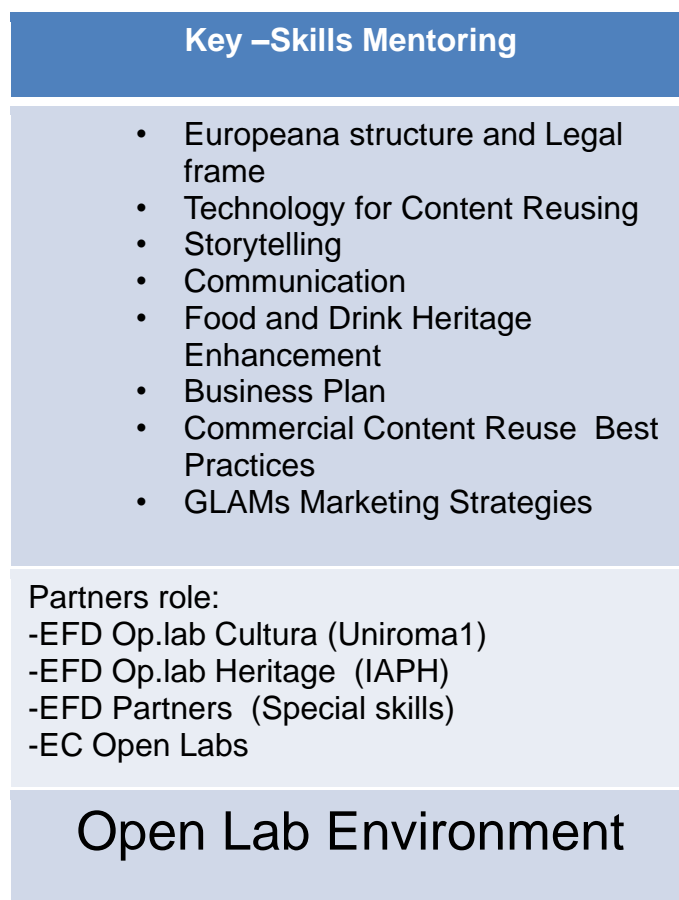 Key –Skills Mentoring
• Europeana structure and Legal
frame
• Technology for Content Reusing
• Storytelling
• Communication
• Food and Drink Heritage
Enhancement
• Business Plan
• Commercial Content Reuse  Best
Practices
• GLAMs Marketing Strategies
Partners role:
-EFD Op.lab Cultura (Uniroma1)
-EFD Op.lab Heritage  (IAPH)
-EFD Partners  (Special skills)
-EC Open Labs
Open Lab Environment